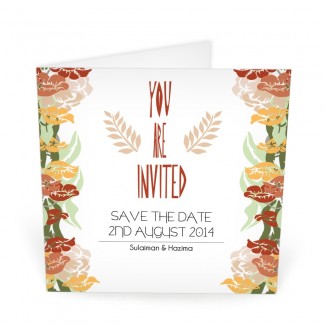 YOU
ARE
INVITED
SAVE THE DATE
2ND AUGUST 2014
Sulaiman & Hazima